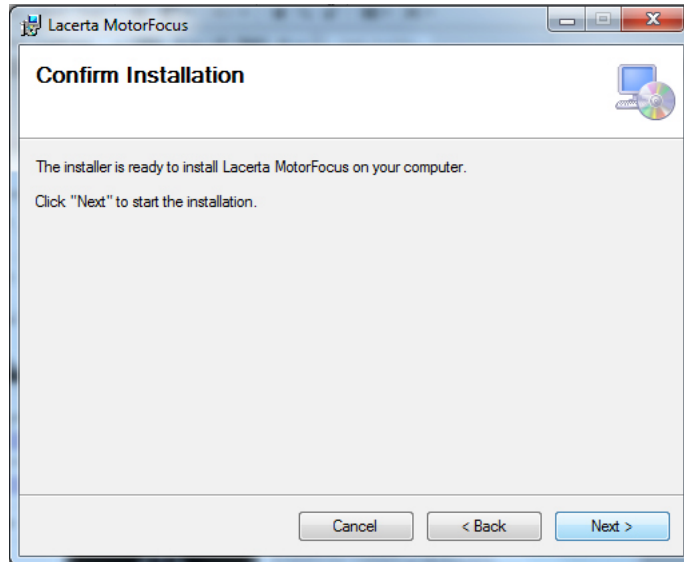 Lacerta MotorFocus
Confirm Installation
The installer is ready to install Lacerta MotorFocus on your computer.
Click "Next" to start the installation.
Cancel
< Back
Next >